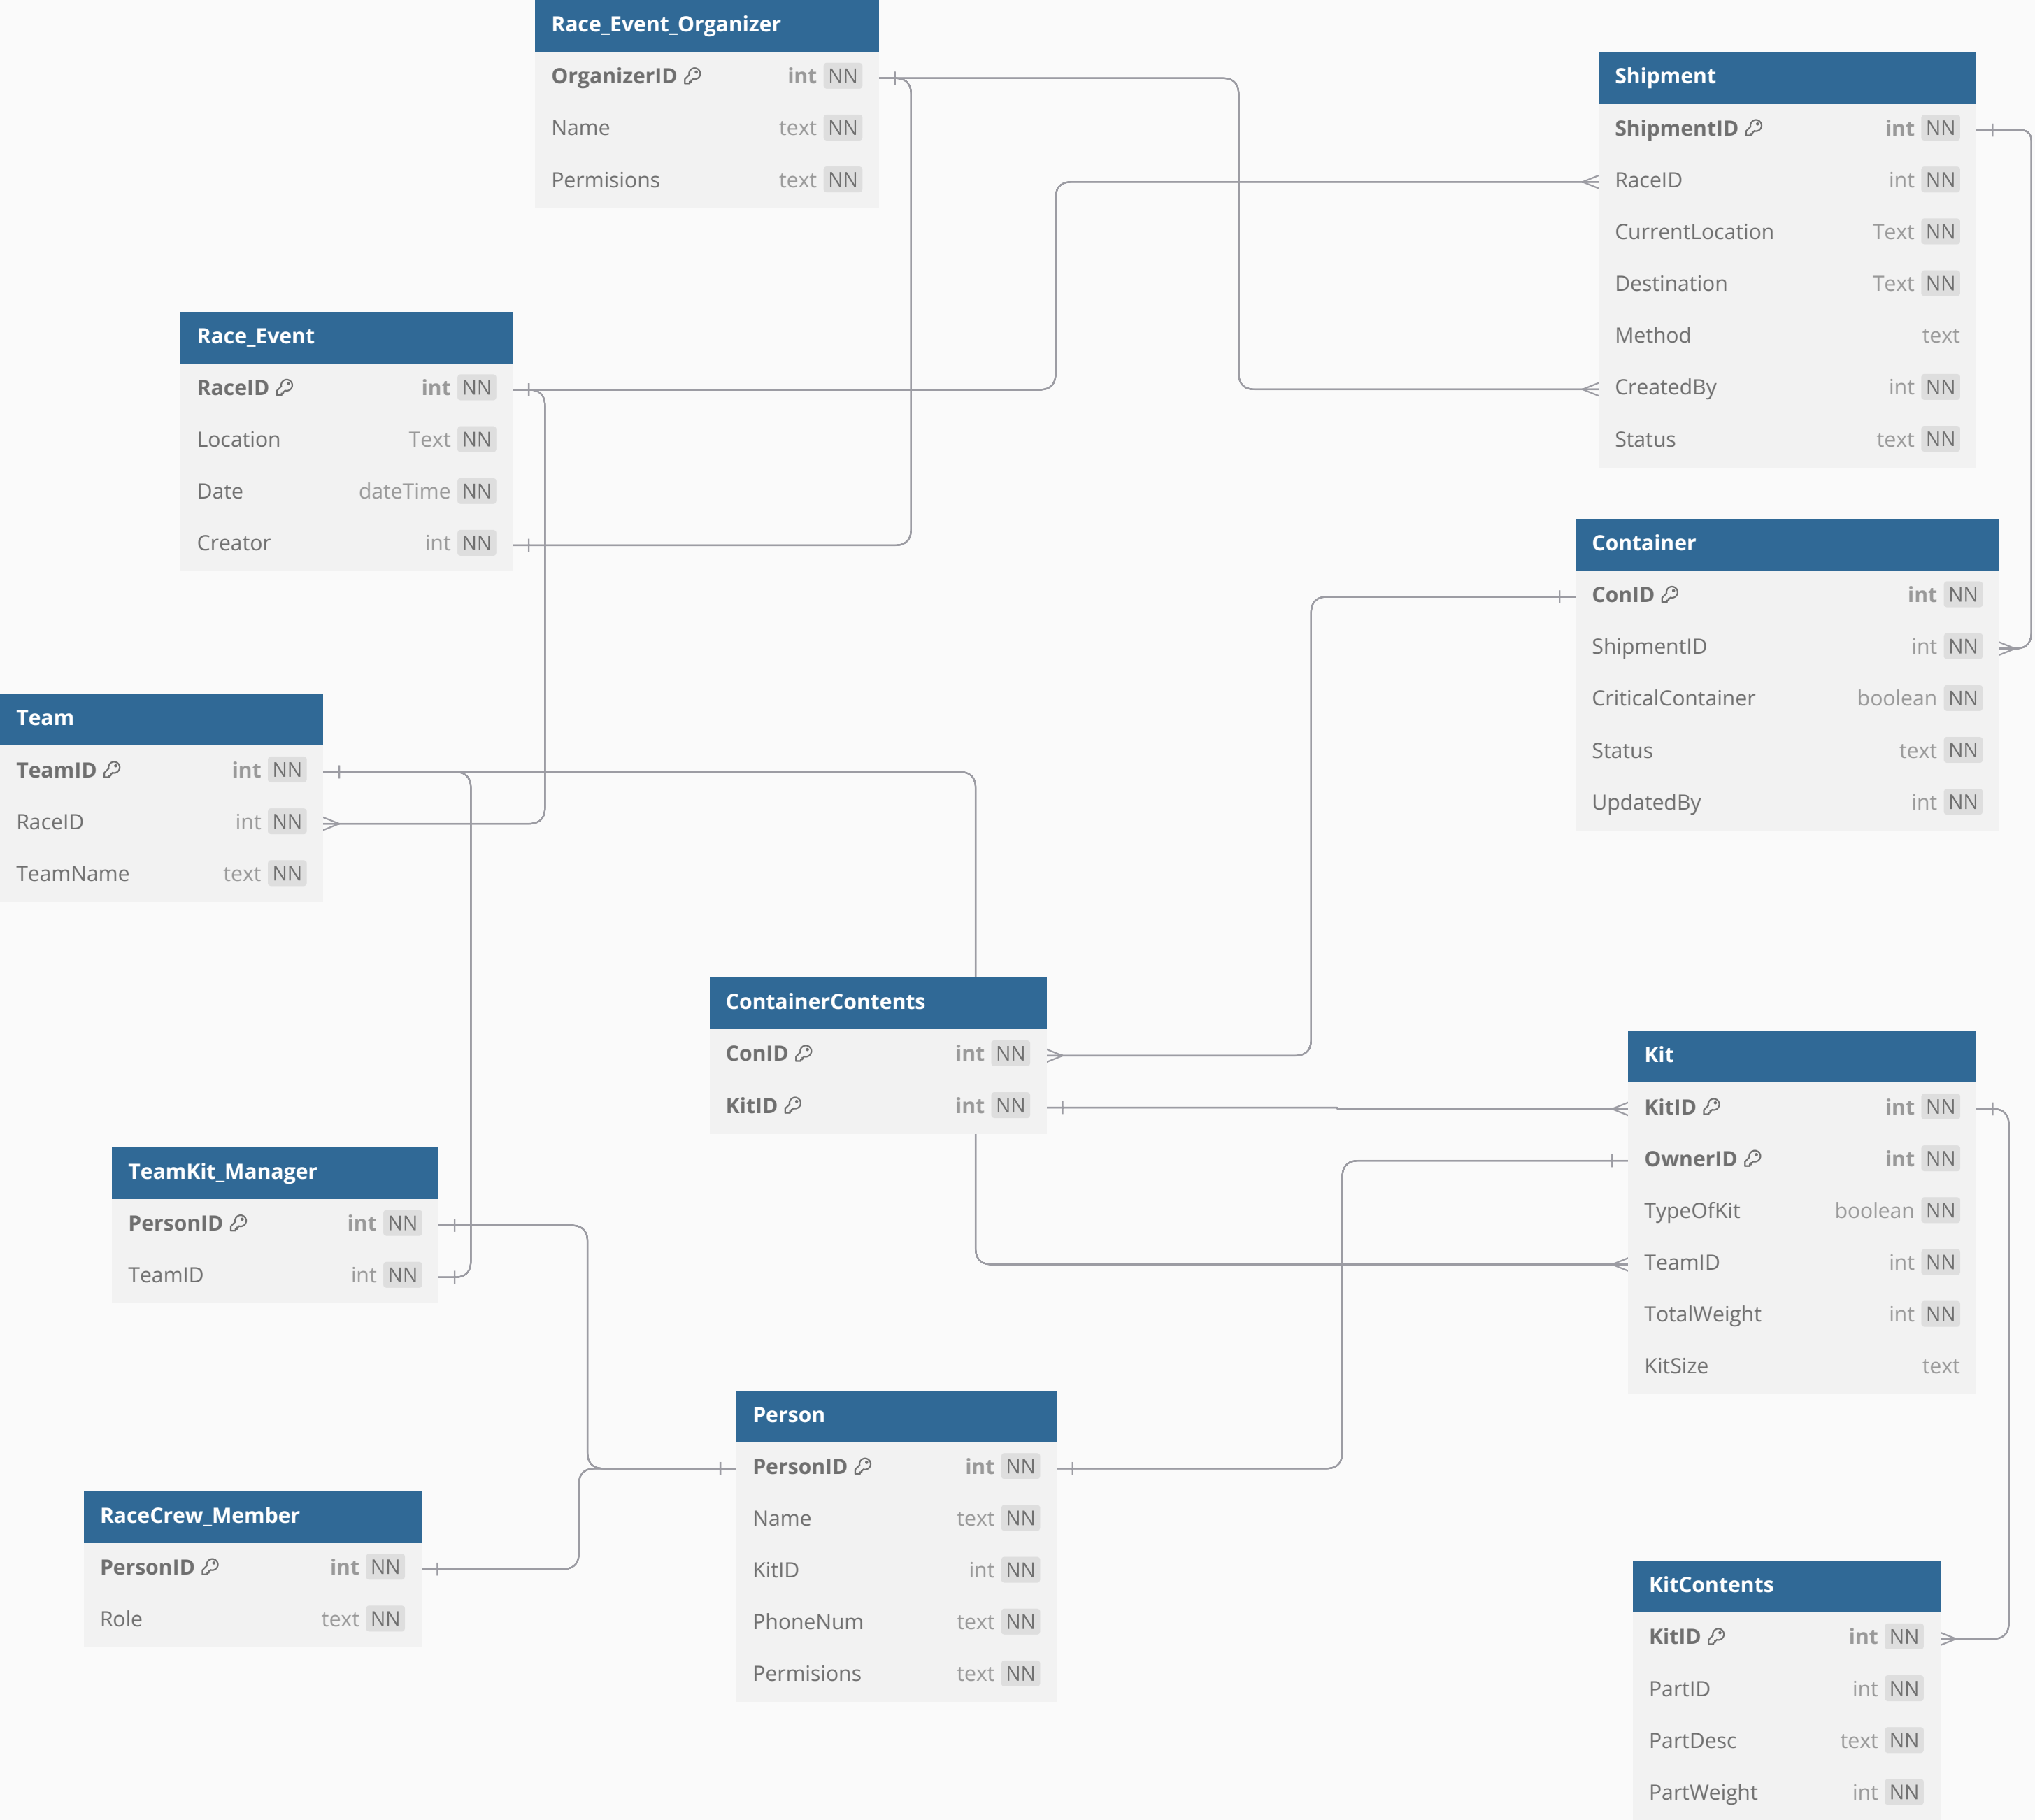 Race_Event_Organizer
OrganizerID int NN
Name text NN
Permisions text NN
Shipment
ShipmentID int NN
RaceID int NN
CurrentLocation Text NN
Destination Text NN
Method text
CreatedBy int NN
Status text NN
Race_Event
RaceID int NN
Location Text NN
Date dateTime NN
Creator int NN
Container
ConID int NN
ShipmentID int NN
CriticalContainer boolean NN
Status text NN
UpdatedBy int NN
Team
TeamID int NN
RaceID int NN
TeamName text NN
ContainerContents
ConID int NN
KitID int NN
Kit
KitID int NN
OwnerID int NN
TypeOfKit boolean NN
TeamID int NN
TotalWeight int NN
KitSize text
TeamKit_Manager
PersonID int NN
TeamID int NN
Person
PersonID int NN
Name text NN
KitID int NN
PhoneNum text NN
Permisions text NN
RaceCrew_Member
PersonID int NN
Role text NN
KitContents
KitID int NN
PartID int NN
PartDesc text NN
PartWeight int NN